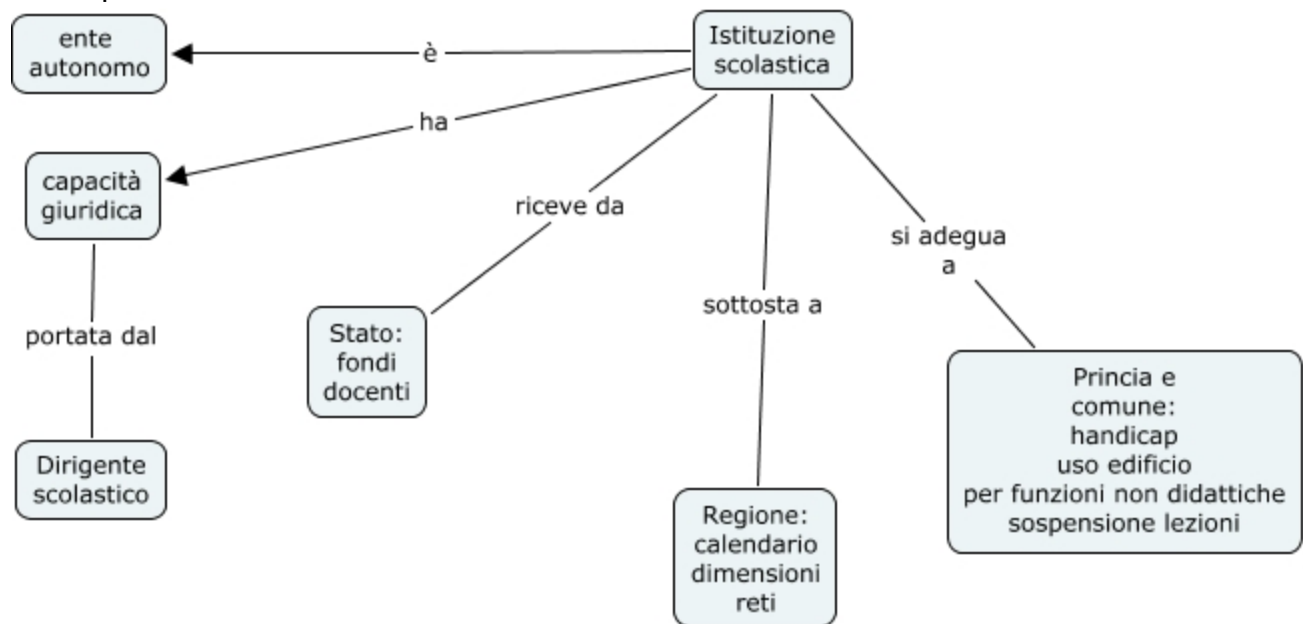 ente
autonomo
è
Istituzione
scolastica
ha
capacità
giuridica
riceve da
si adegua
a
portata dal
sottosta a
Stato:
fondi
docenti
Princia e
comune:
handicap
uso edificio
per funzioni non didattiche
sospensione lezioni
Dirigente
scolastico
Regione:
calendario
dimensioni
reti